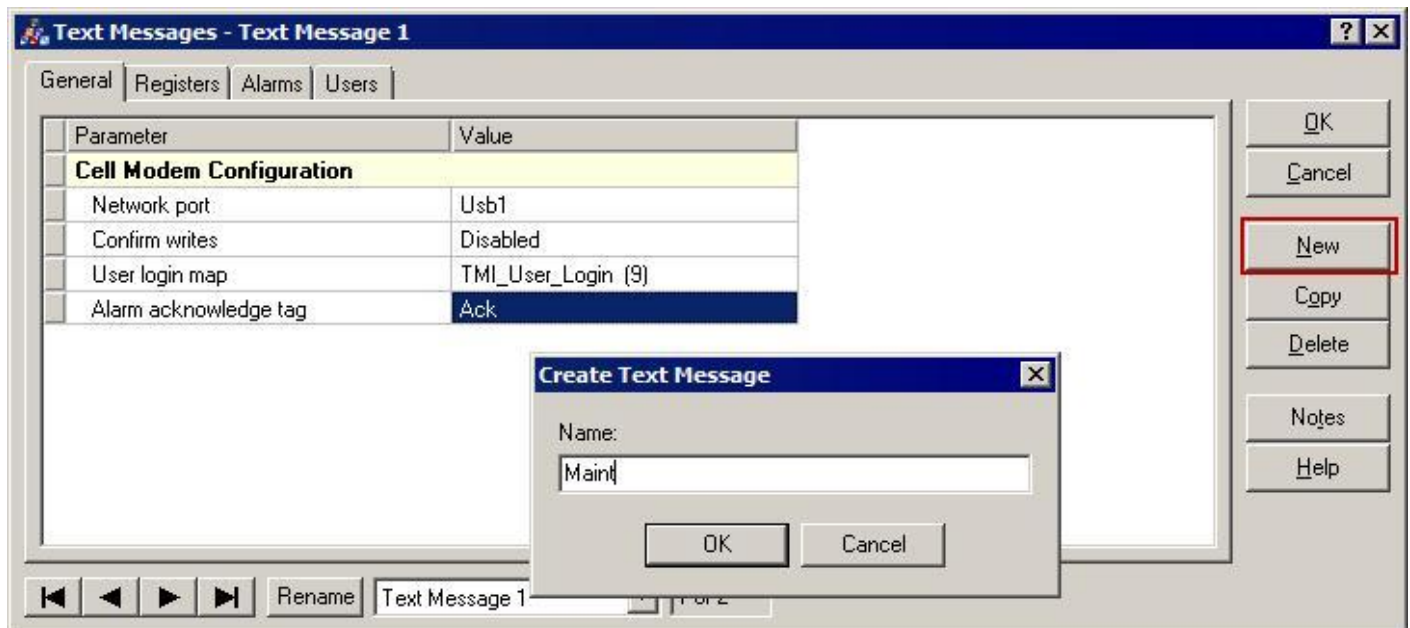 Text Messages - Text Message 1
General Registers Alarms Users
Parameter Value
Cell Modem Configuration
Network port Usb1
Confirm writes Disabled
User login map TMI_User_Login (9)
Alarm acknowledge tag Ack
OK
Cancel
New
Copy
Delete
Notes
Help
Create Text Message
Name:
Maint
OK Cancel
Rename Text Message 1